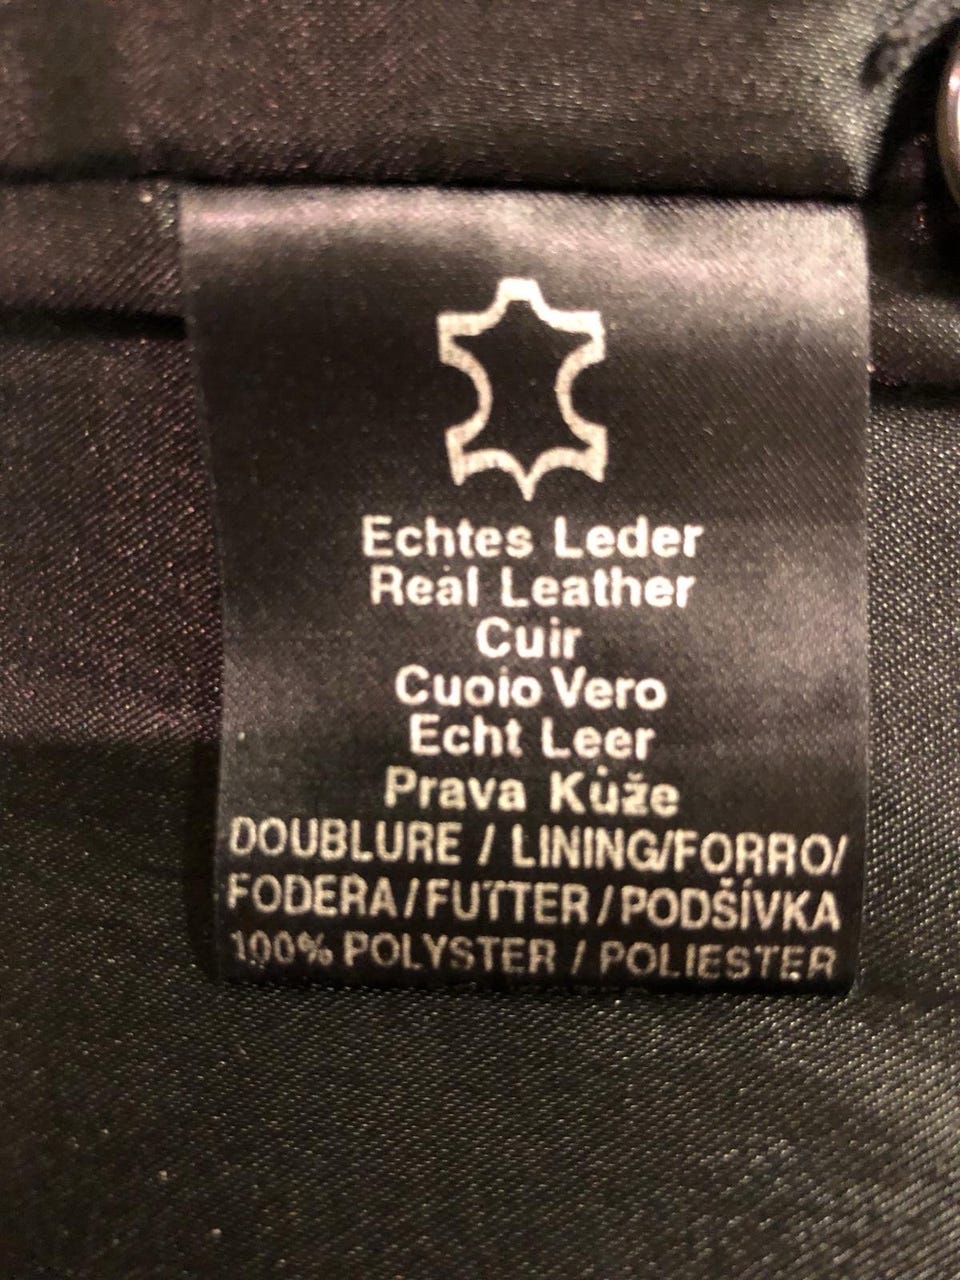 Echtes Leder
Real Leather
Cuir
Cuoio Vero
Echt Leer
Prava Kůže
DOUBLURE / LINING/FORRO/
FODERA/FUTTER/PODŠÍVKA
100% POLYSTER / POLIESTER